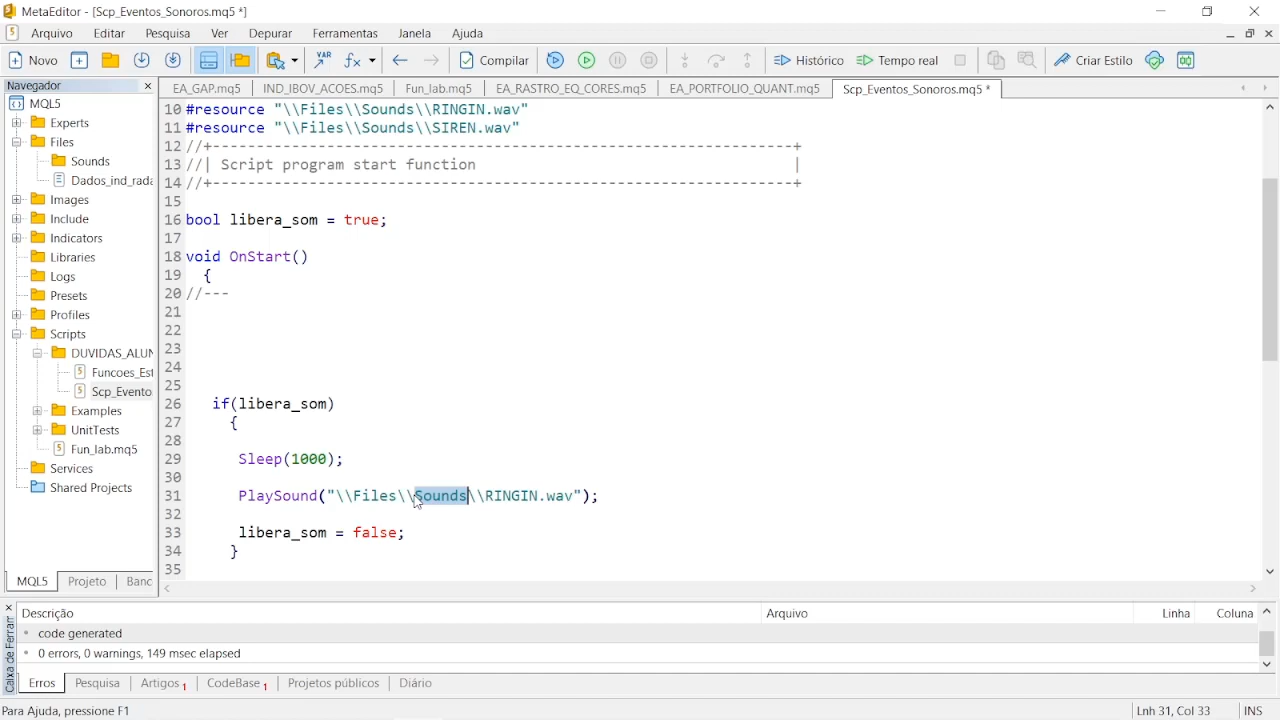 MetaEditor - [Scp_Eventos_Sonoros.mq5 *]
Arquivo Editar Pesquisa Ver Depurar Ferramentas Janela Ajuda
Novo Compilar Histórico Tempo real Criar Estilo
Navegador
EA_GAP.mq5 IND_IBOV_ACOES.mq5 Fun_lab.mq5 EA_RASTRO_EQ_CORES.mq5 EA_PORTFOLIO_QUANT.mq5 Scp_Eventos_Sonoros.mq5 *
MQL5
Experts
Files
Sounds
Dados_ind_rada
Images
Include
Indicators
Libraries
Logs
Presets
Profiles
Scripts
DUVIDAS_ALUN
Funcoes_Est
Scp_Evento
Examples
UnitTests
Fun_lab.mq5
Services
Shared Projects
MQL5 Projeto Banc
10 #resource "\\Files\\Sounds\\RINGIN.wav"
11 #resource "\\Files\\Sounds\\SIREN.wav"
12 //+------------------------------------------------------------------+
13 //| Script program start function |
14 //+------------------------------------------------------------------+
15
16 bool libera_som = true;
17
18 void OnStart()
19 {
20 //---
21
22
23
24
25
26 if(libera_som)
27 {
28
29 Sleep(1000);
30
31 PlaySound("\\Files\\Sounds\\RINGIN.wav");
32
33 libera_som = false;
34 }
35
Caixa de Ferram
Descrição Arquivo Linha Coluna
code generated
0 errors, 0 warnings, 149 msec elapsed
Erros Pesquisa Artigos 1 CodeBase 1 Projetos públicos Diário
Para Ajuda, pressione F1 Lnh 31, Col 33 INS